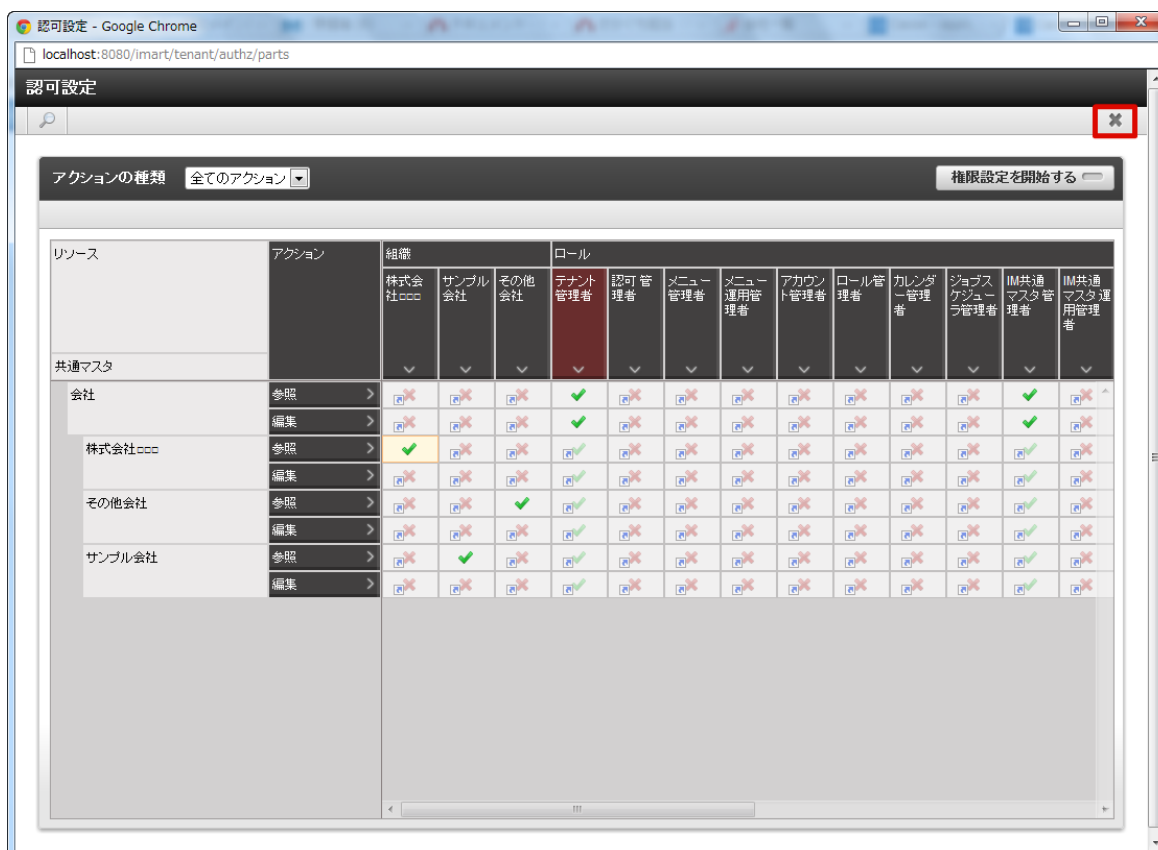 認可設定 - Google Chrome
localhost:8080/imart/tenant/authz/parts
認可設定
アクションの種類 全てのアクション 権限設定を開始する
リソース アクション 組織 ロール
株式会社□□□ サンプル会社 その他会社 テナント管理者 認可管理者 メニュー管理者 メニュー運用管理者 アカウント管理者 ロール管理者 カレンダー管理者 ジョブスケジューラ管理者 IM共通マスタ管理者 IM共通マスタ運用管理者
共通マスタ
会社 参照
編集
株式会社□□□ 参照
編集
その他会社 参照
編集
サンプル会社 参照
編集